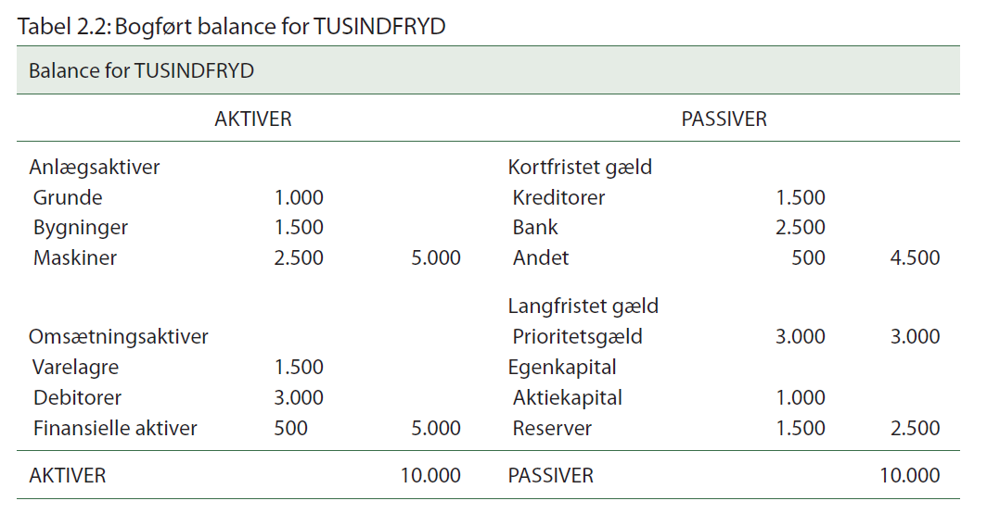 Tabel 2.2: Bogført balance for TUSINDFRYD
Balance for TUSINDFRYD
AKTIVER PASSIVER
Anlægsaktiver Kortfristet gæld
Grunde 1.000 Kreditorer 1.500
Bygninger 1.500 Bank 2.500
Maskiner 2.500 5.000 Andet 500 4.500
Langfristet gæld
Omsætningsaktiver Prioritetsgæld 3.000 3.000
Varelagre 1.500 Egenkapital
Debitorer 3.000 Aktiekapital 1.000
Finansielle aktiver 500 5.000 Reserver 1.500 2.500
AKTIVER 10.000 PASSIVER 10.000